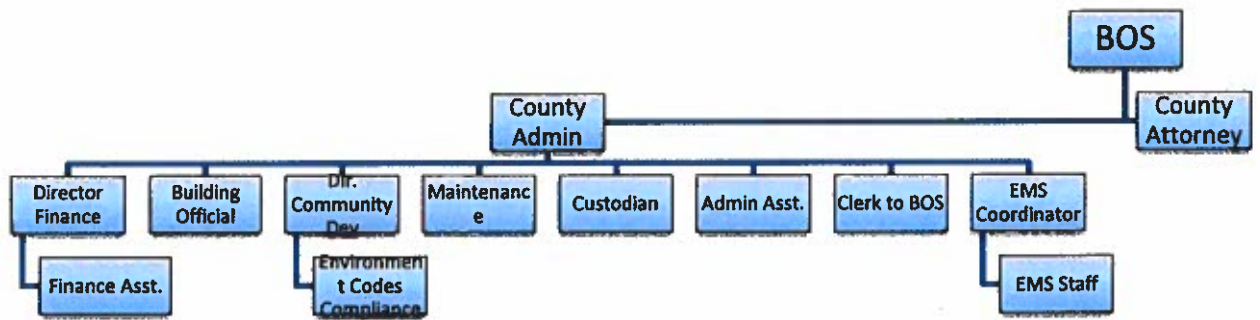 BOS
County
Admin
County
Attorney
Director
Finance
Building
Official
Dir.
Community
Dev
Maintenanc
e
Custodian
Admin Asst.
Clerk to BOS
EMS
Coordinator
Finance Asst.
Environmen
t Codes
Compliance
EMS Staff